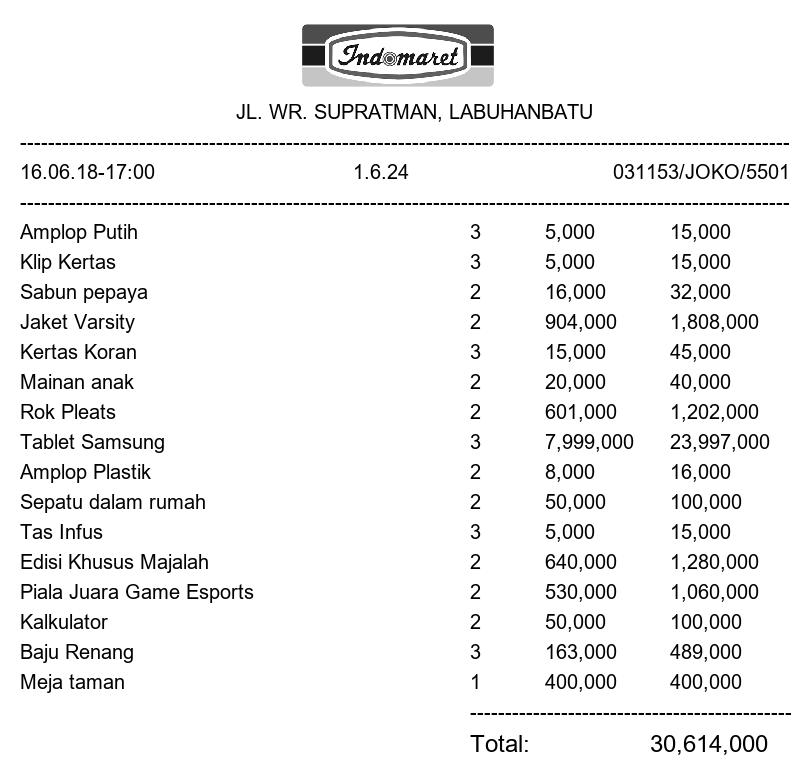 Indomaret
JL. WR. SUPRATMAN, LABUHANBATU
--------------------------------------------------------------------------------
16.06.18-17:00 1.6.24 031153/JOKO/5501
--------------------------------------------------------------------------------
Amplop Putih 3 5,000 15,000
Klip Kertas 3 5,000 15,000
Sabun pepaya 2 16,000 32,000
Jaket Varsity 2 904,000 1,808,000
Kertas Koran 3 15,000 45,000
Mainan anak 2 20,000 40,000
Rok Pleats 2 601,000 1,202,000
Tablet Samsung 3 7,999,000 23,997,000
Amplop Plastik 2 8,000 16,000
Sepatu dalam rumah 2 50,000 100,000
Tas Infus 3 5,000 15,000
Edisi Khusus Majalah 2 640,000 1,280,000
Piala Juara Game Esports 2 530,000 1,060,000
Kalkulator 2 50,000 100,000
Baju Renang 3 163,000 489,000
Meja taman 1 400,000 400,000
----------------------------------------------
Total: 30,614,000